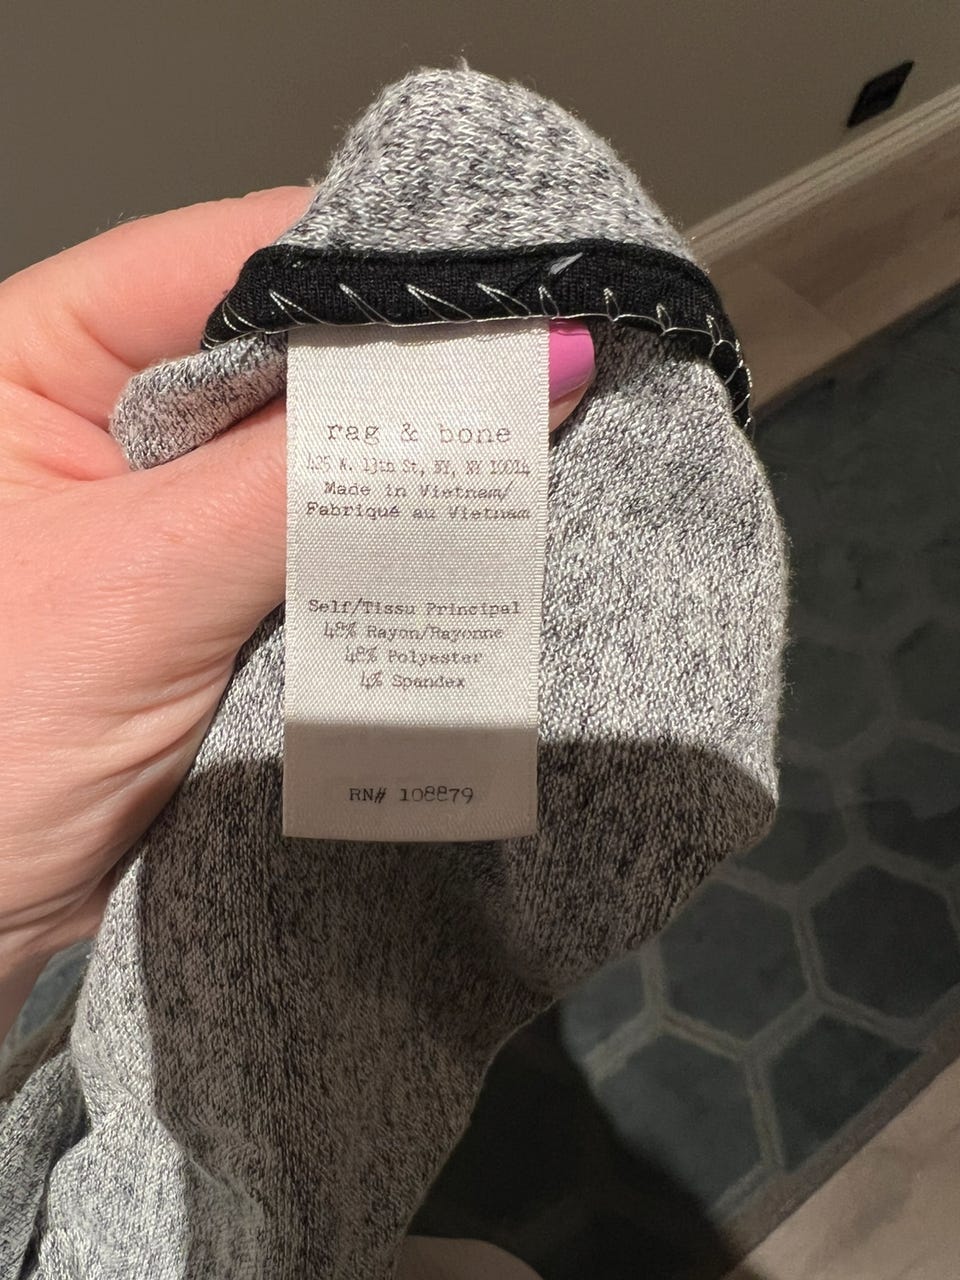 rag & bone
425 W. 13th St, NY, NY 10014
Made in Vietnam/
Fabriqué au Vietnam
Self/Tissu Principal
48% Rayon/Rayonne
48% Polyester
4% Spandex
RN# 108879